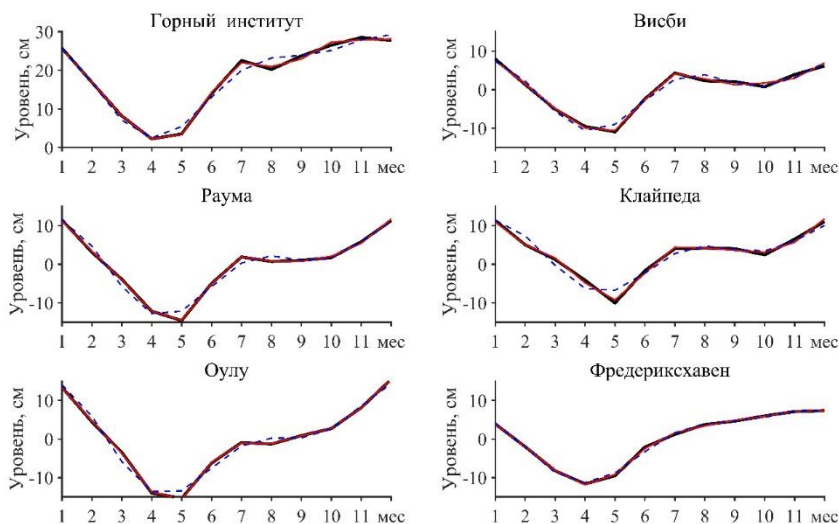 Горный институт
Уровень, см
30
20
10
0
1 2 3 4 5 6 7 8 9 10 11 мес
Висби
Уровень, см
10
0
-10
1 2 3 4 5 6 7 8 9 10 11 мес
Раума
Уровень, см
10
0
-10
1 2 3 4 5 6 7 8 9 10 11 мес
Клайпеда
Уровень, см
10
0
-10
1 2 3 4 5 6 7 8 9 10 11 мес
Оулу
Уровень, см
10
0
-10
1 2 3 4 5 6 7 8 9 10 11 мес
Фредериксхавен
Уровень, см
10
0
-10
1 2 3 4 5 6 7 8 9 10 11 мес